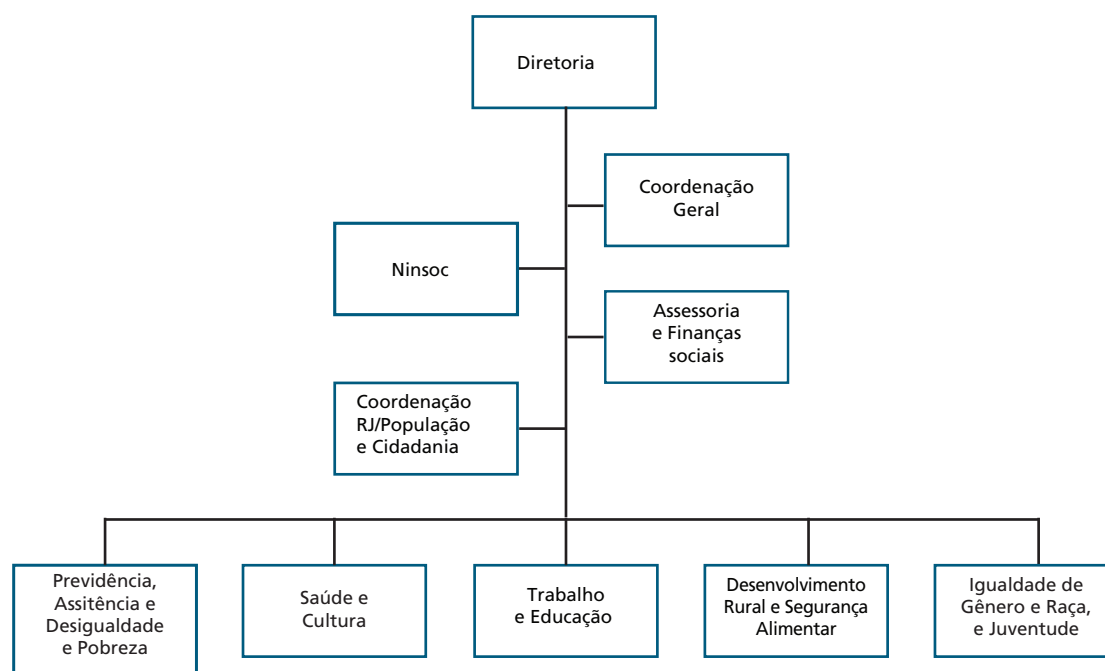 Diretoria
Coordenação
Geral
Ninsoc
Assessoria
e Finanças
sociais
Coordenação
RJ/População
e Cidadania
Previdência,
Assitência e
Desigualdade
e Pobreza
Saúde e
Cultura
Trabalho
e Educação
Desenvolvimento
Rural e Segurança
Alimentar
Igualdade de
Gênero e Raça,
e Juventude